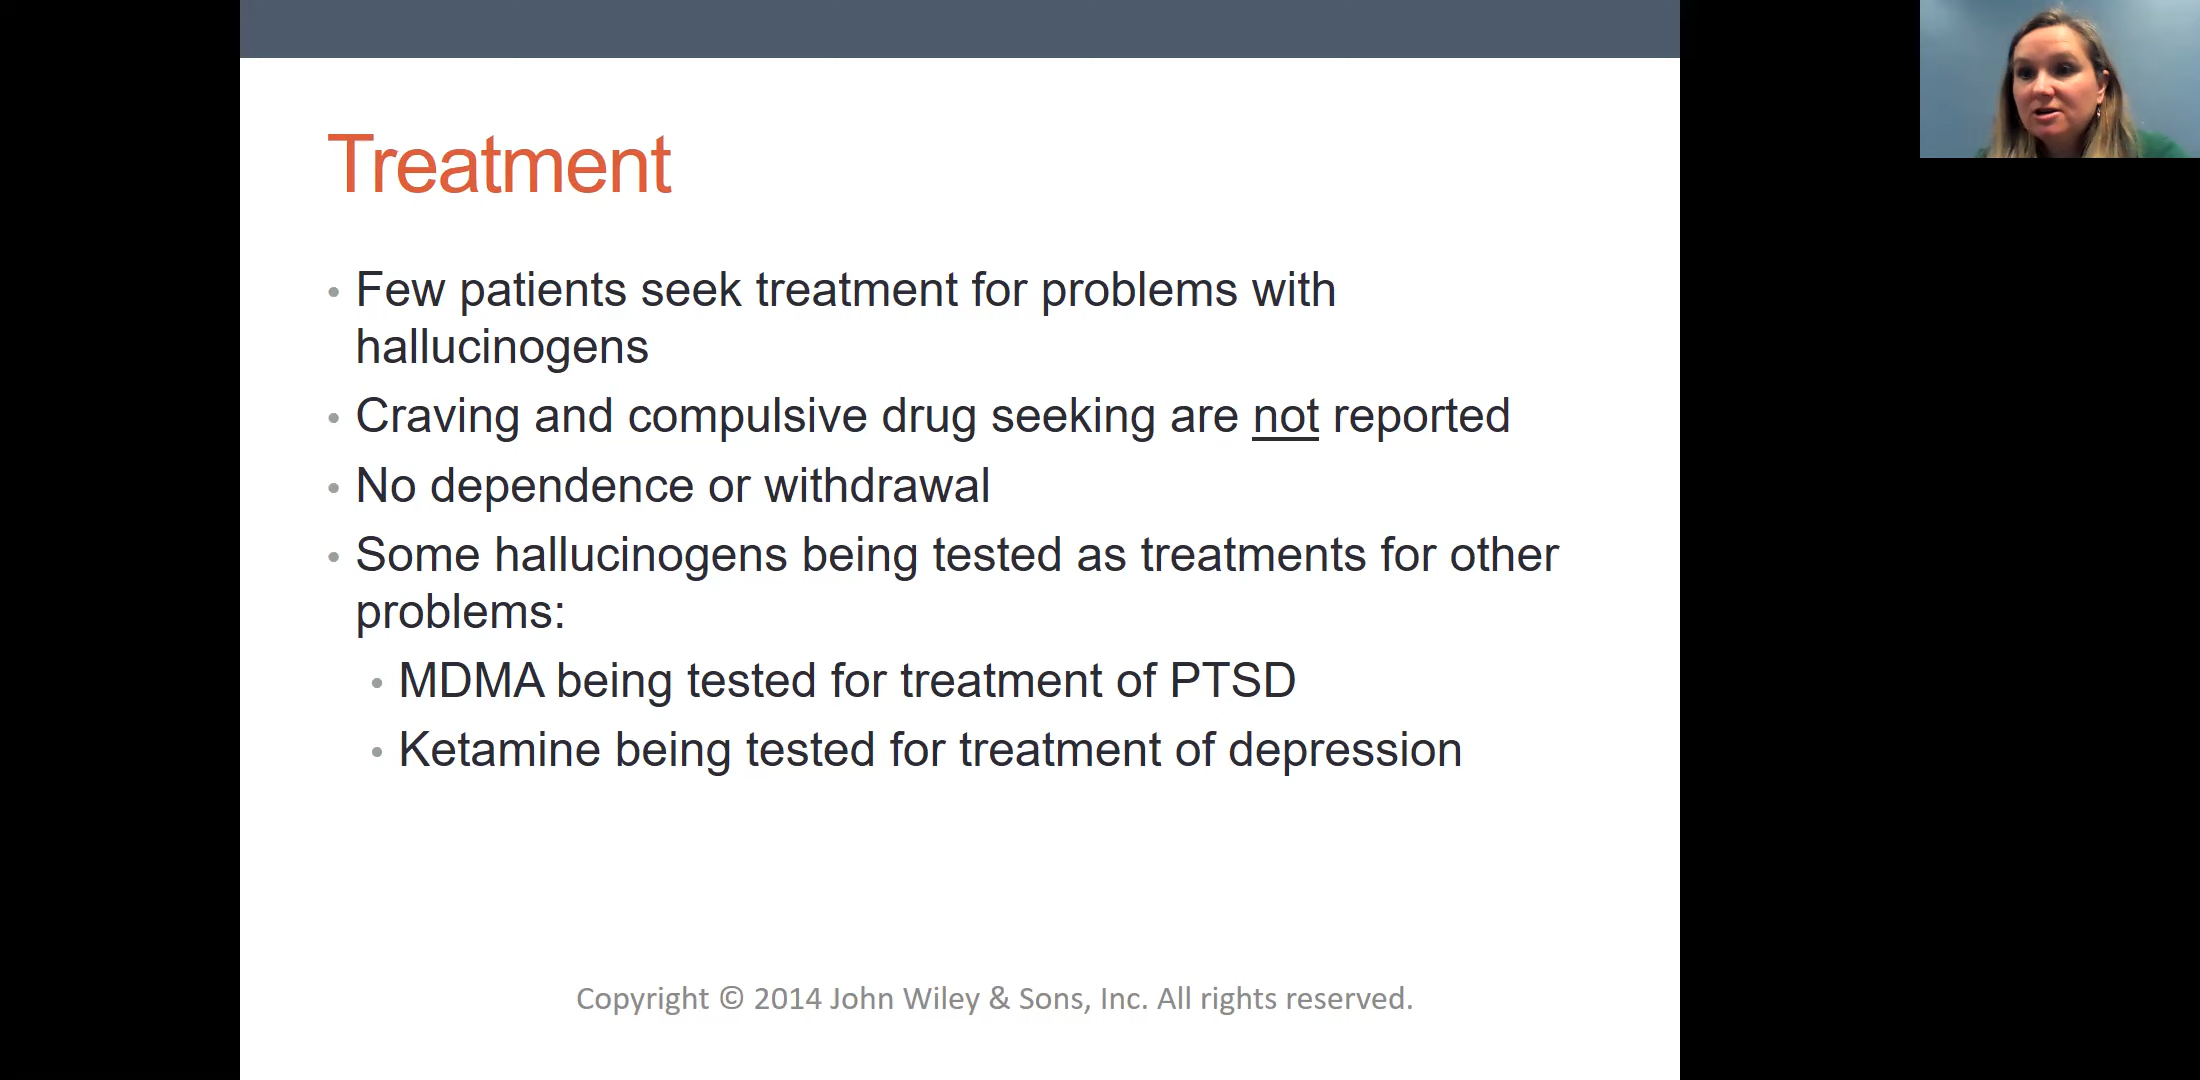 Treatment
• Few patients seek treatment for problems with
hallucinogens
• Craving and compulsive drug seeking are not reported
• No dependence or withdrawal
• Some hallucinogens being tested as treatments for other
problems:
• MDMA being tested for treatment of PTSD
• Ketamine being tested for treatment of depression
Copyright © 2014 John Wiley & Sons, Inc. All rights reserved.